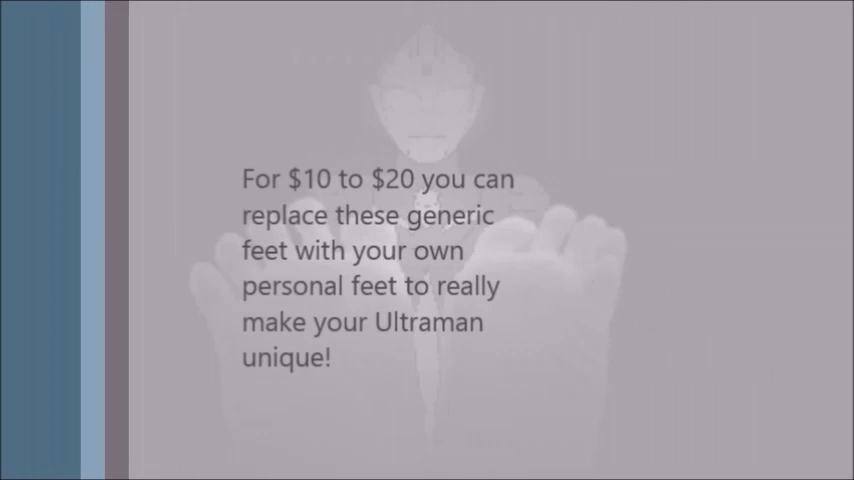 For $10 to $20 you can
replace these generic
feet with your own
personal feet to really
make your Ultraman
unique!